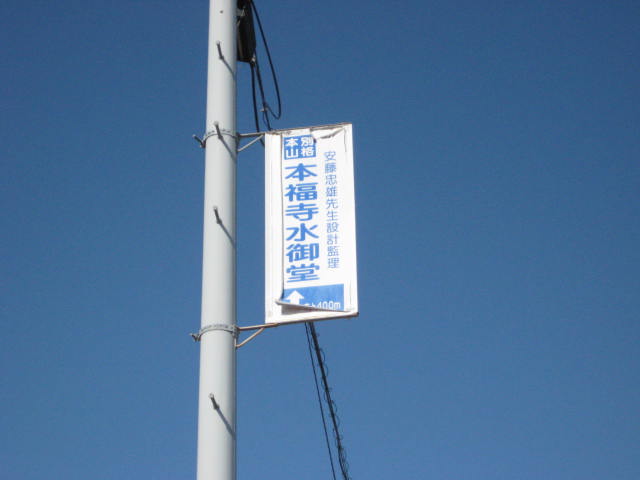 別格
本山
本福寺水御堂
安藤忠雄先生設計監理
400m